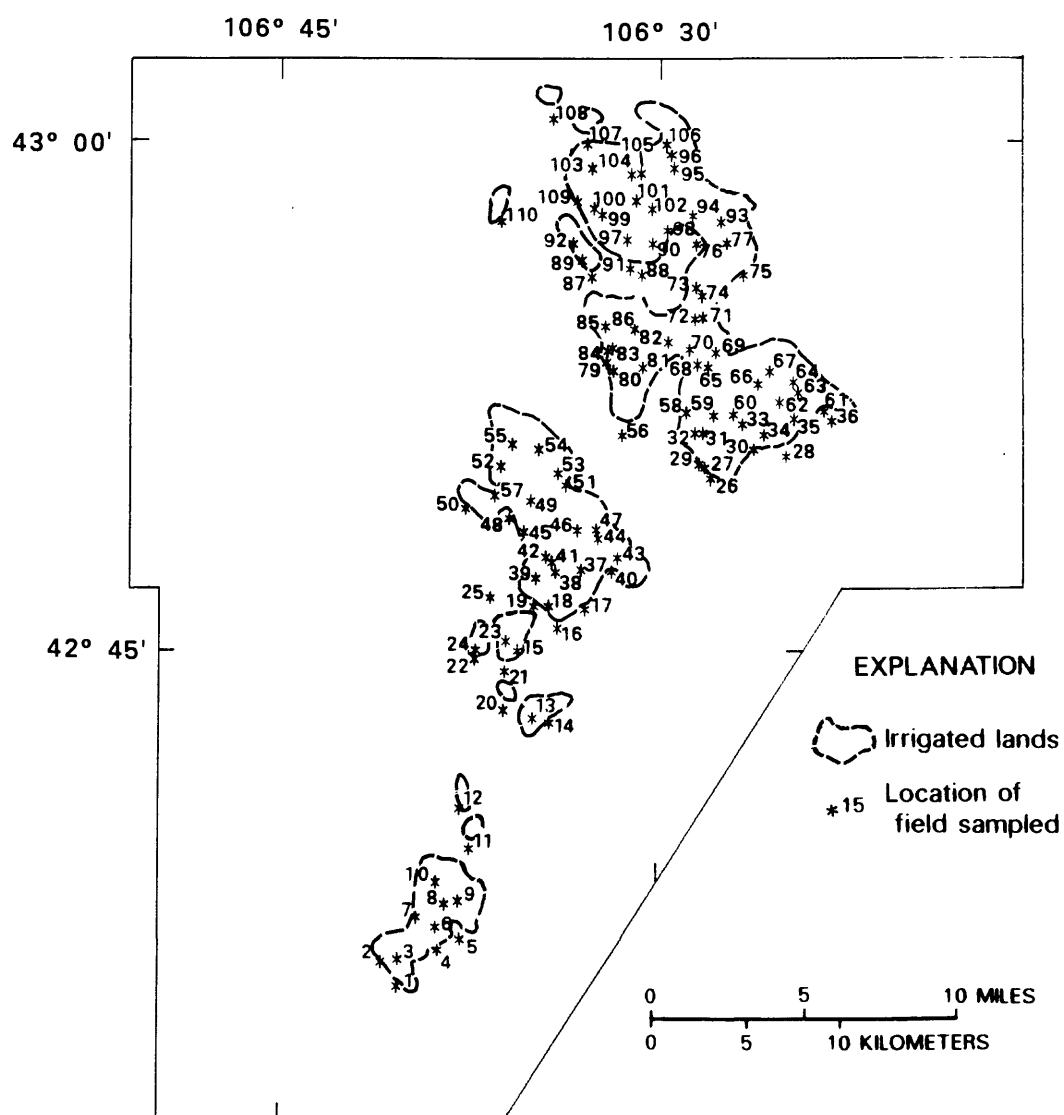 106° 45' 106° 30'
43° 00'
108
107 105 106
103 104 96
95
109 100 101
99 102 94 93
110
92 97 98
90 76 77
89 91 88 75
87
73 74
85 86 72 71
82
84 83 70 69
79 80 81 68 65 67 64
66 63
58 59 60 62 61
56 33 35 36
32 31 34
55 54 30 28
52 53 29 27
51 26
57 49
50
48 45 46 47
44
42 41 37 43
39 38 40
25 19 18 17
16
42° 45' 23
24 15
22
21
20 13
14
12
11
10
8 9
7 6
5
2 3 4
1
EXPLANATION
Irrigated lands
*15 Location of
field sampled
0 5 10 MILES
0 5 10 KILOMETERS